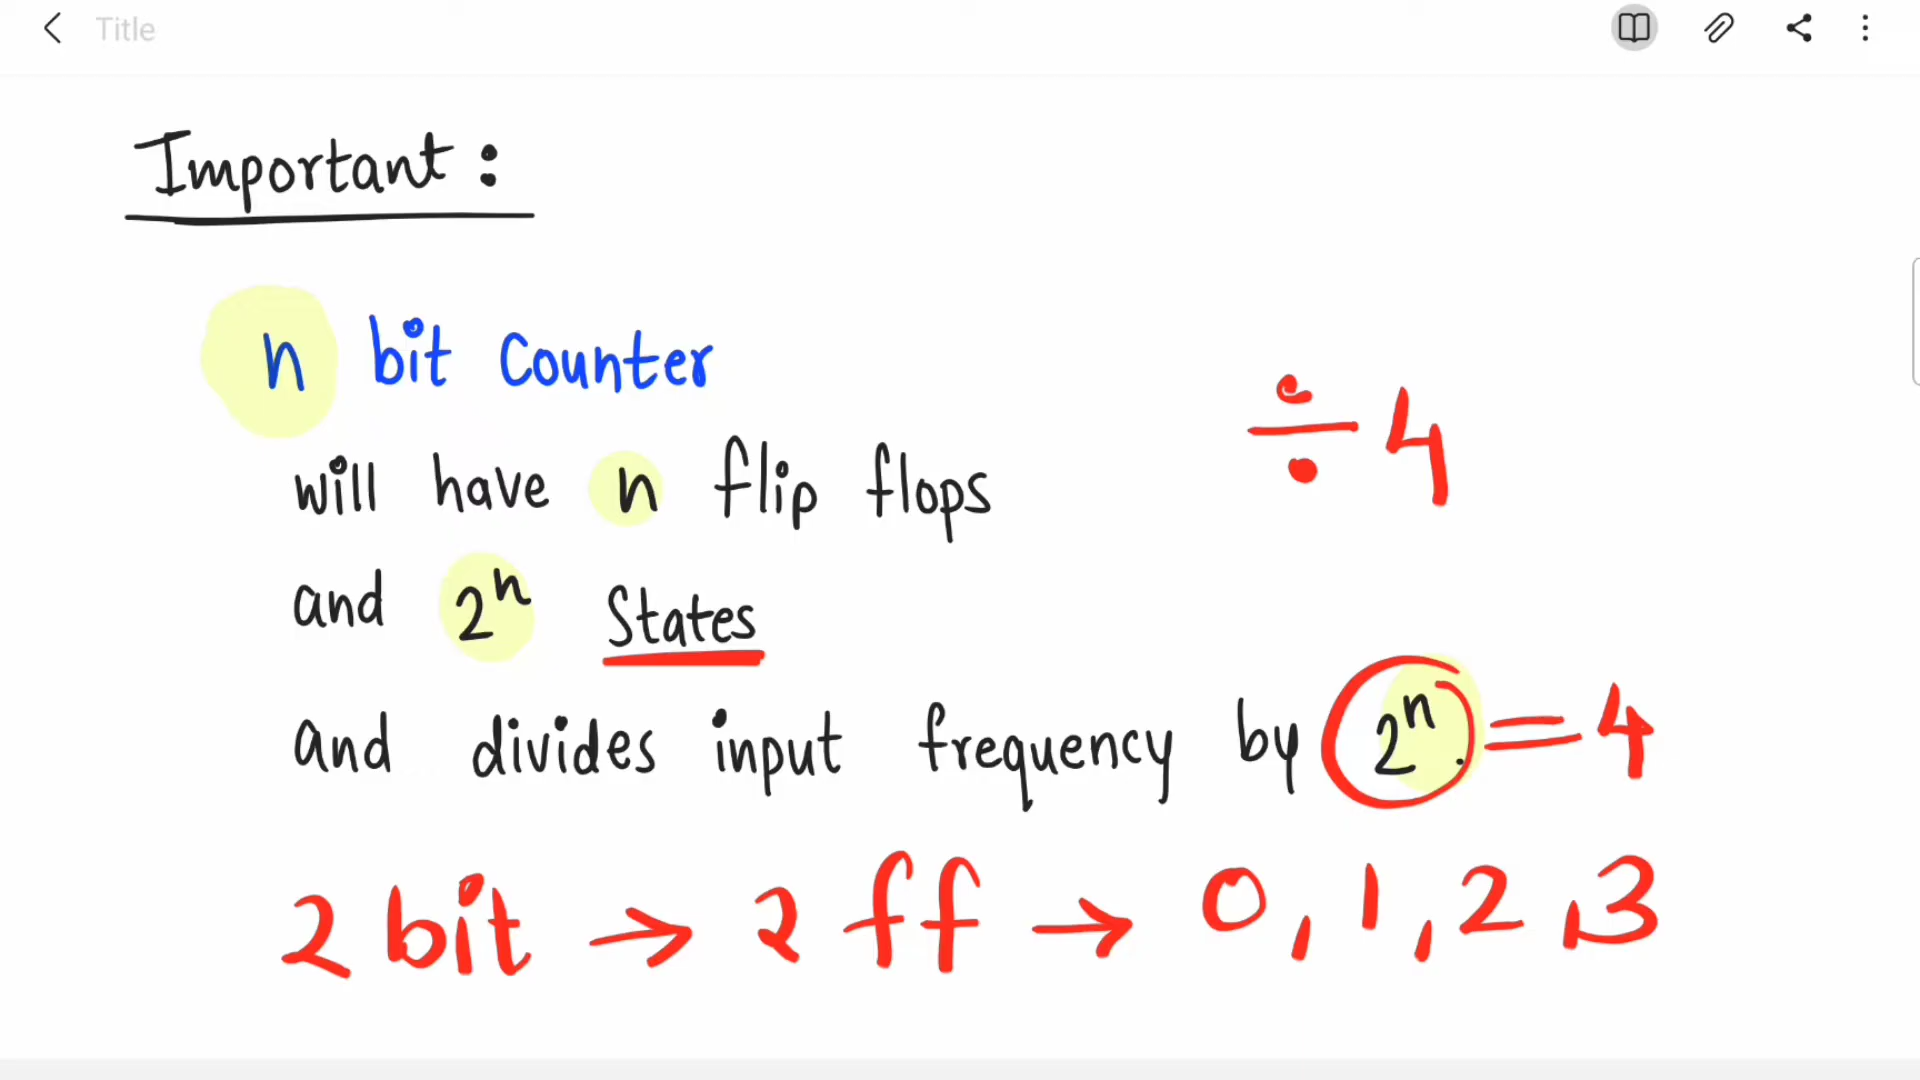 Title
Important :
n bit Counter
will have n flip flops
÷ 4
and 2ⁿ States
and divides input frequency by 2ⁿ. = 4
2 bit → 2 ff → 0, 1, 2, 3